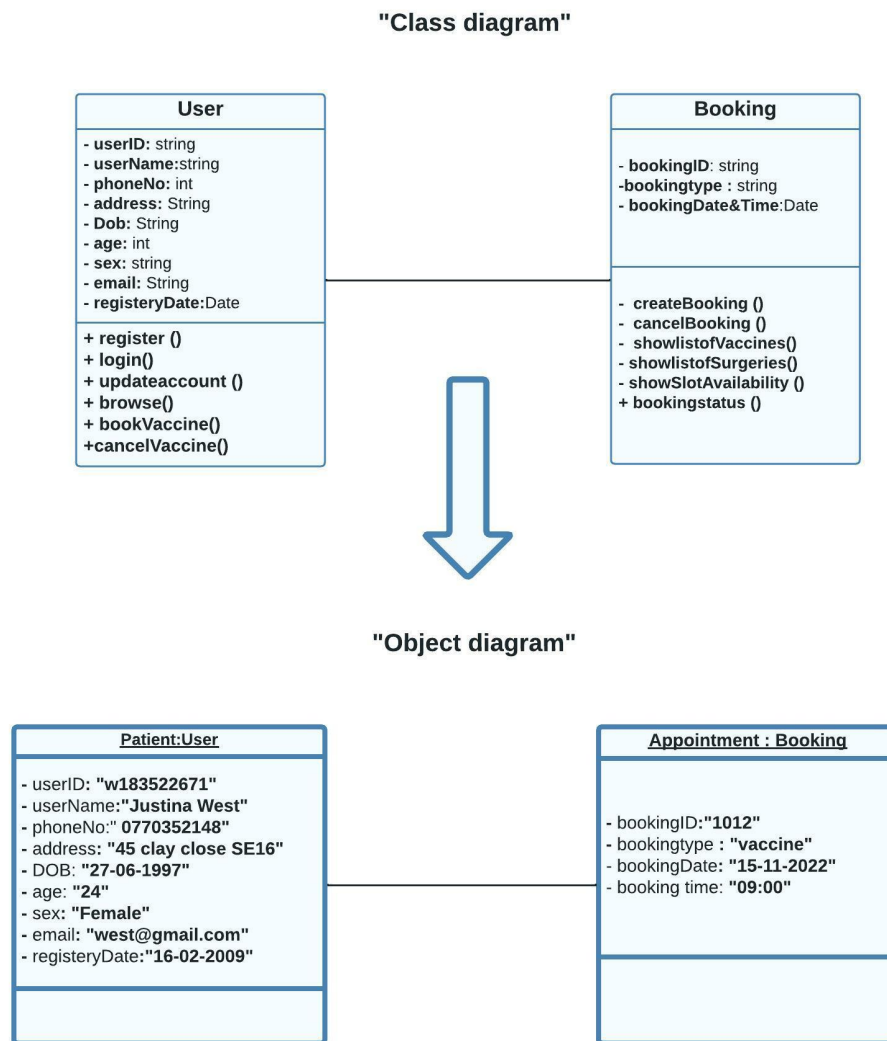 "Class diagram"
User
- userID: string
- userName:string
- phoneNo: int
- address: String
- Dob: String
- age: int
- sex: string
- email: String
- registeryDate:Date
+ register ()
+ login()
+ updateaccount ()
+ browse()
+ bookVaccine()
+cancelVaccine()
Booking
- bookingID: string
-bookingtype : string
- bookingDate&Time:Date
- createBooking ()
- cancelBooking ()
- showlistofVaccines()
- showlistofSurgeries()
- showSlotAvailability ()
+ bookingstatus ()
"Object diagram"
Patient:User
- userID: "w183522671"
- userName:"Justina West"
- phoneNo:" 0770352148"
- address: "45 clay close SE16"
- DOB: "27-06-1997"
- age: "24"
- sex: "Female"
- email: "west@gmail.com"
- registeryDate:"16-02-2009"
Appointment : Booking
- bookingID:"1012"
- bookingtype : "vaccine"
- bookingDate: "15-11-2022"
- booking time: "09:00"